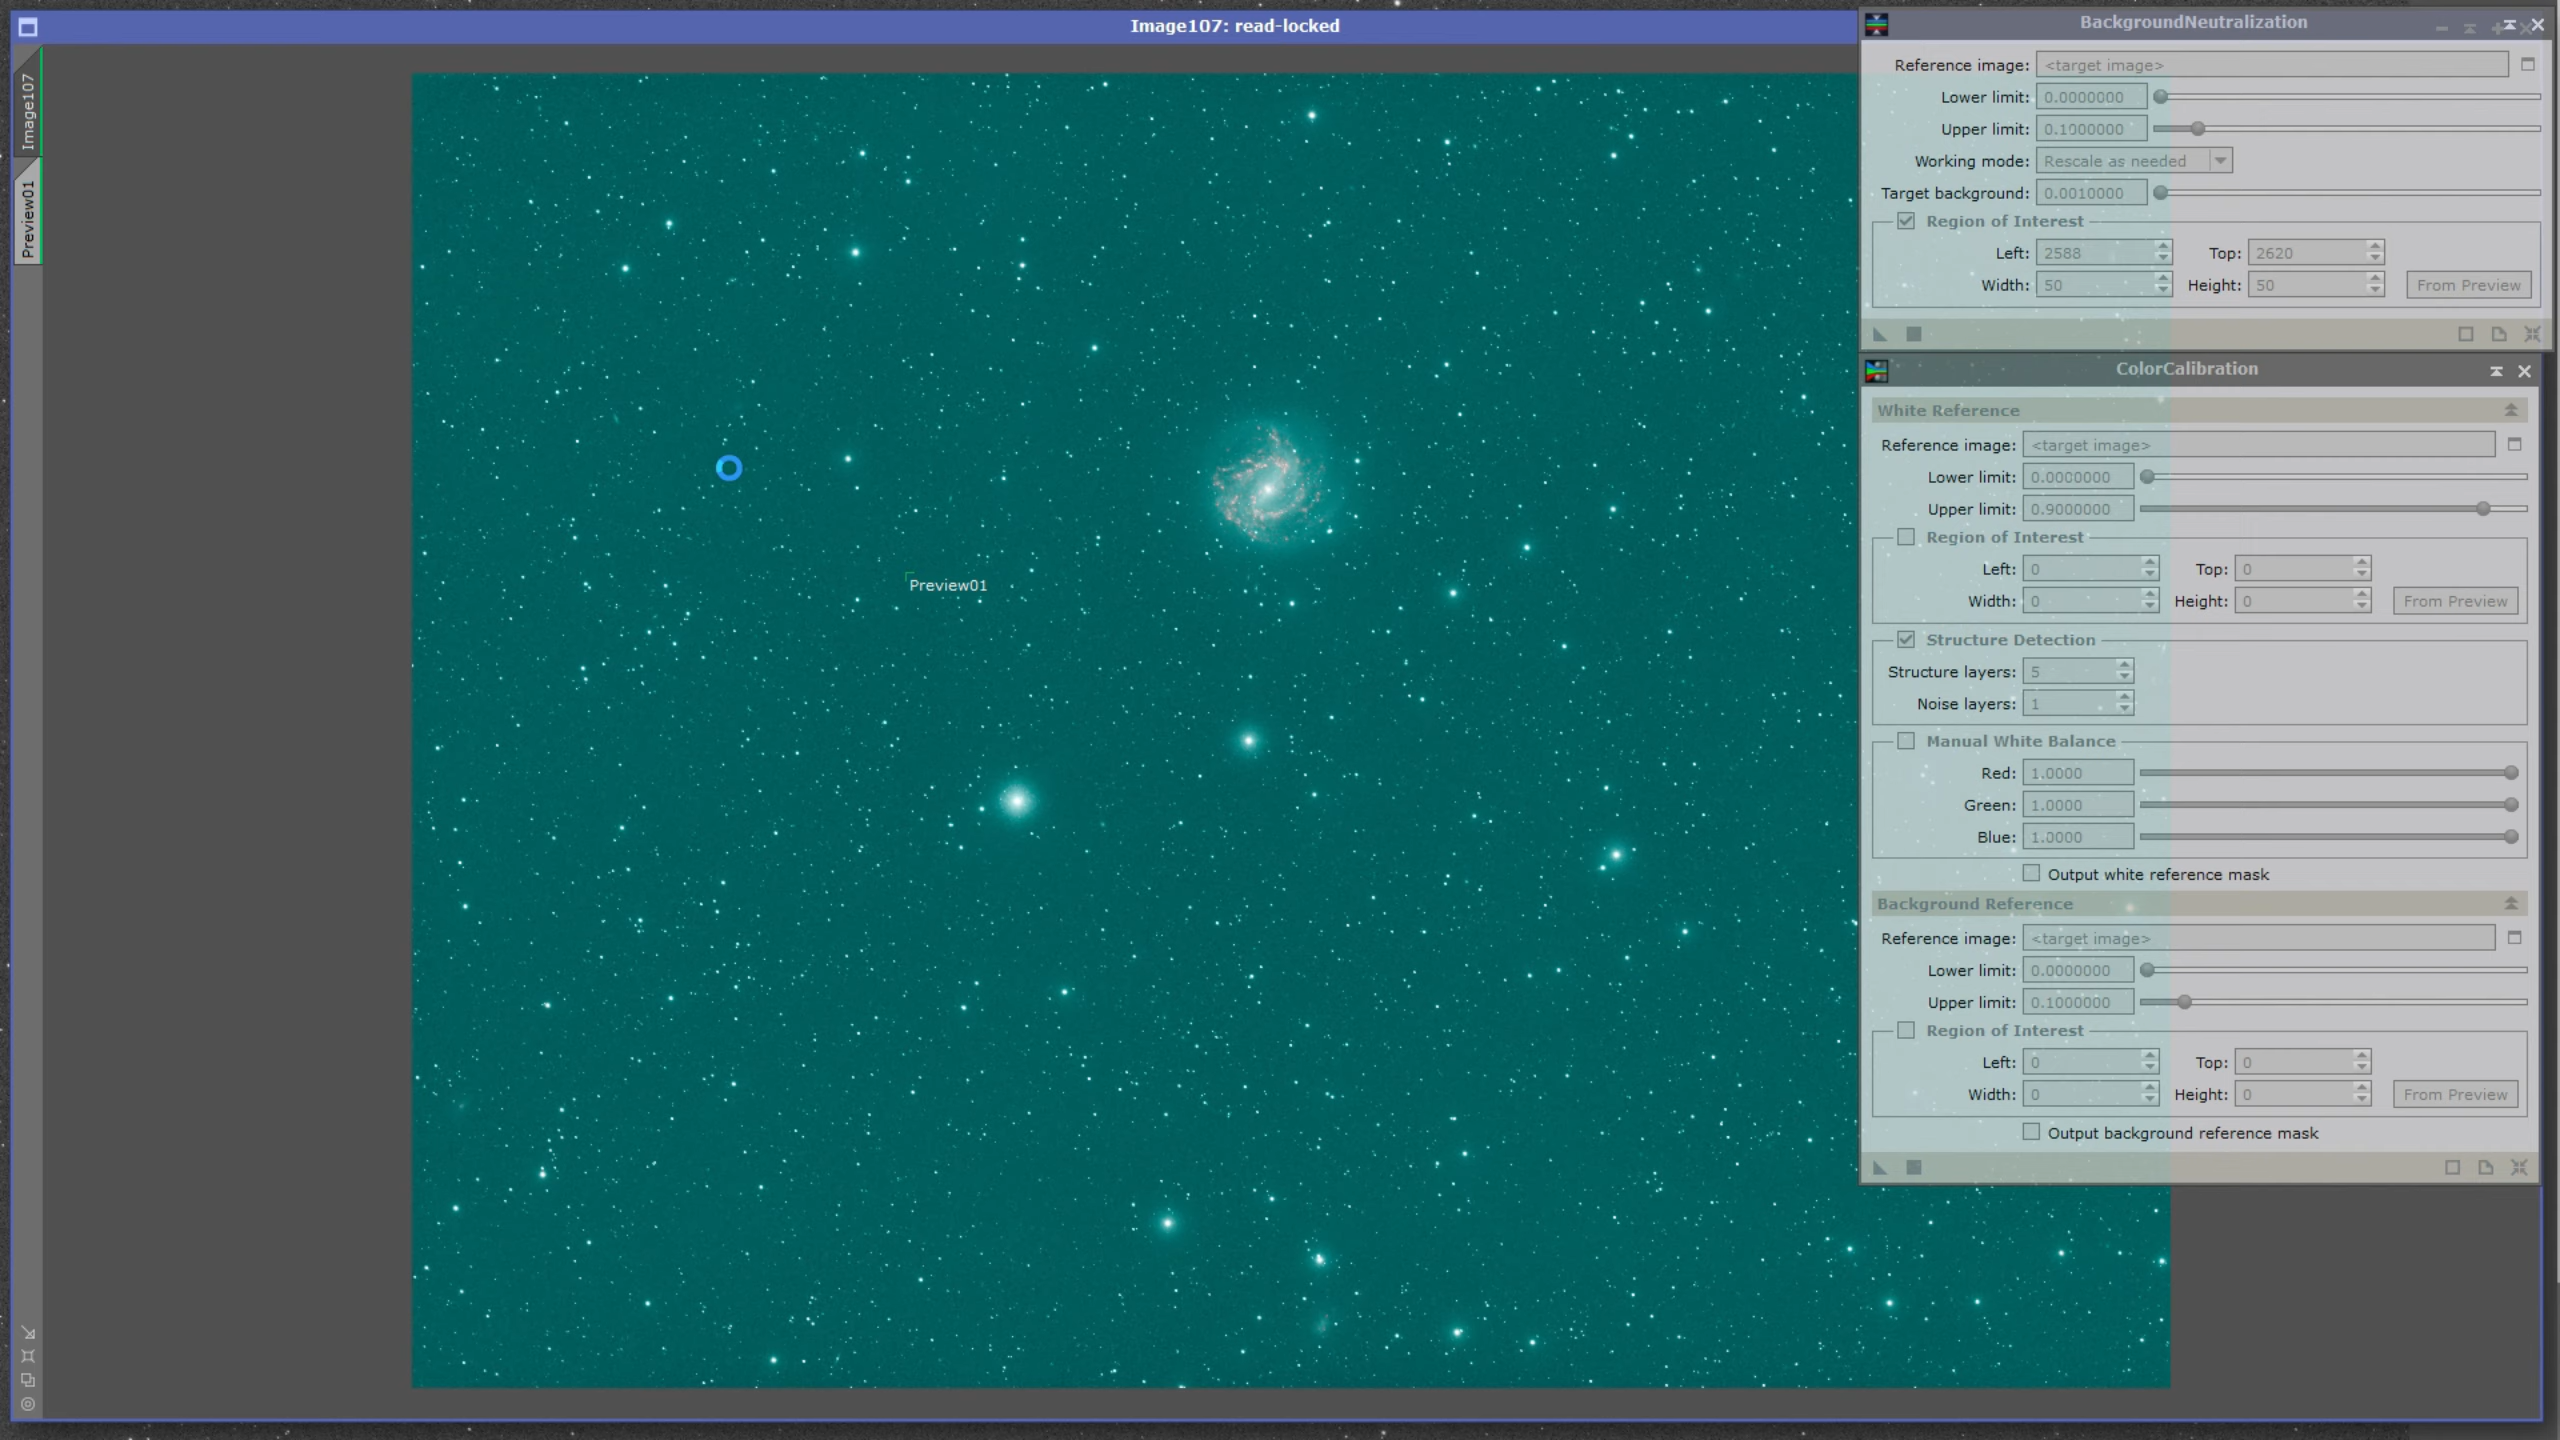 Image107: read-locked
Image107
Preview01
Preview01
BackgroundNeutralization
Reference image: <target image>
Lower limit: 0.0000000
Upper limit: 0.1000000
Working mode: Rescale as needed
Target background: 0.0010000
Region of Interest
Left: 2588 Top: 2620
Width: 50 Height: 50 From Preview
ColorCalibration
White Reference
Reference image: <target image>
Lower limit: 0.0000000
Upper limit: 0.9000000
Region of Interest
Left: 0 Top: 0
Width: 0 Height: 0 From Preview
Structure Detection
Structure layers: 5
Noise layers: 1
Manual White Balance
Red: 1.0000
Green: 1.0000
Blue: 1.0000
Output white reference mask
Background Reference
Reference image: <target image>
Lower limit: 0.0000000
Upper limit: 0.1000000
Region of Interest
Left: 0 Top: 0
Width: 0 Height: 0 From Preview
Output background reference mask